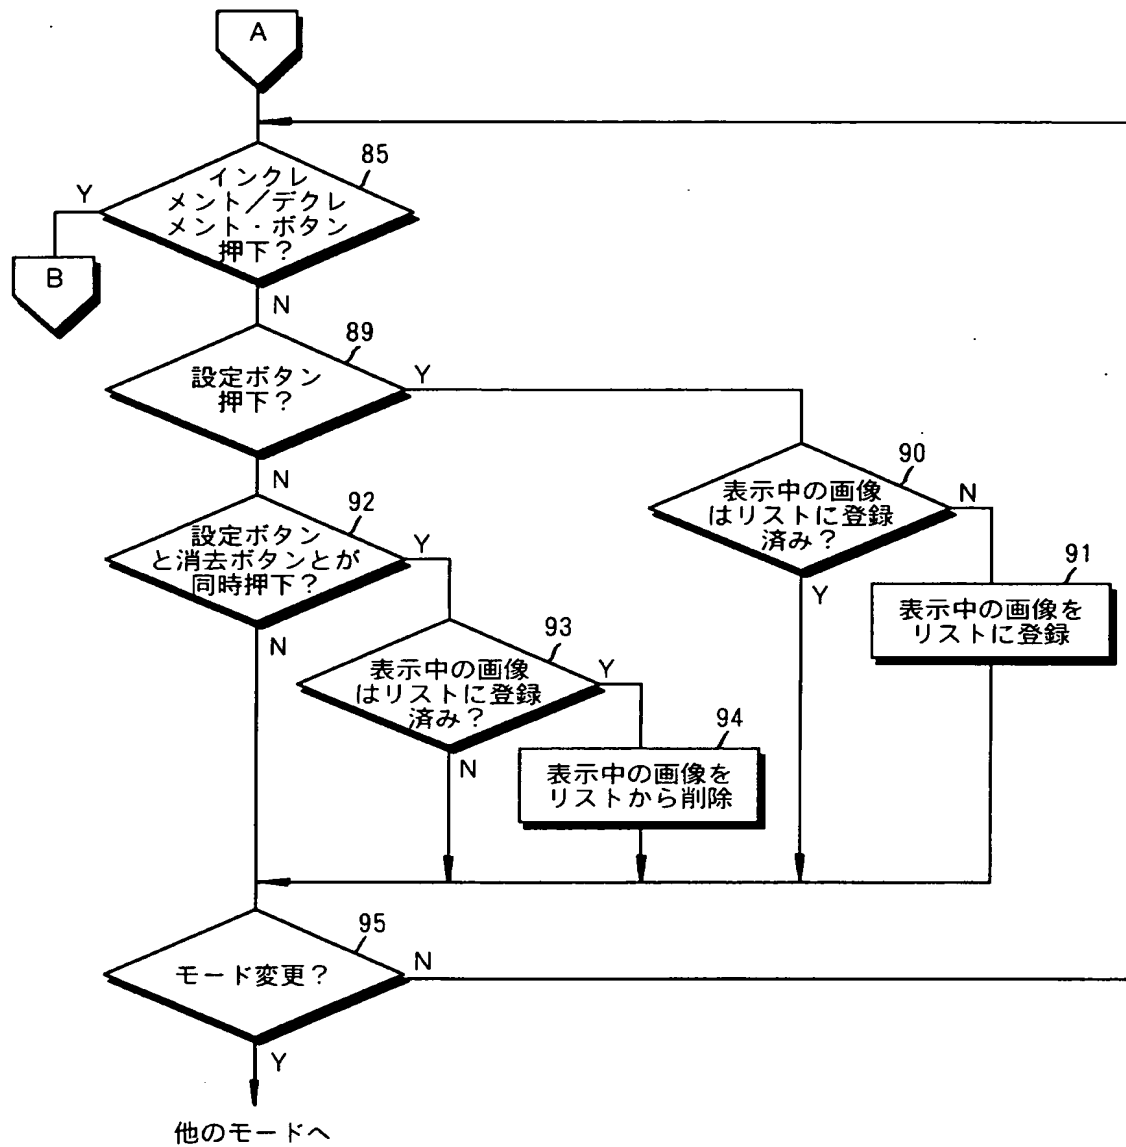 A
85
インクレ
メント／デクレ
メント・ボタン
押下？
Y
B
N
89
設定ボタン
押下？
Y
N
90
表示中の画像
はリストに登録
済み？
N
Y
91
表示中の画像を
リストに登録
92
設定ボタン
と消去ボタンとが
同時押下？
Y
N
93
表示中の画像
はリストに登録
済み？
Y
N
94
表示中の画像を
リストから削除
95
モード変更？
N
Y
他のモードへ